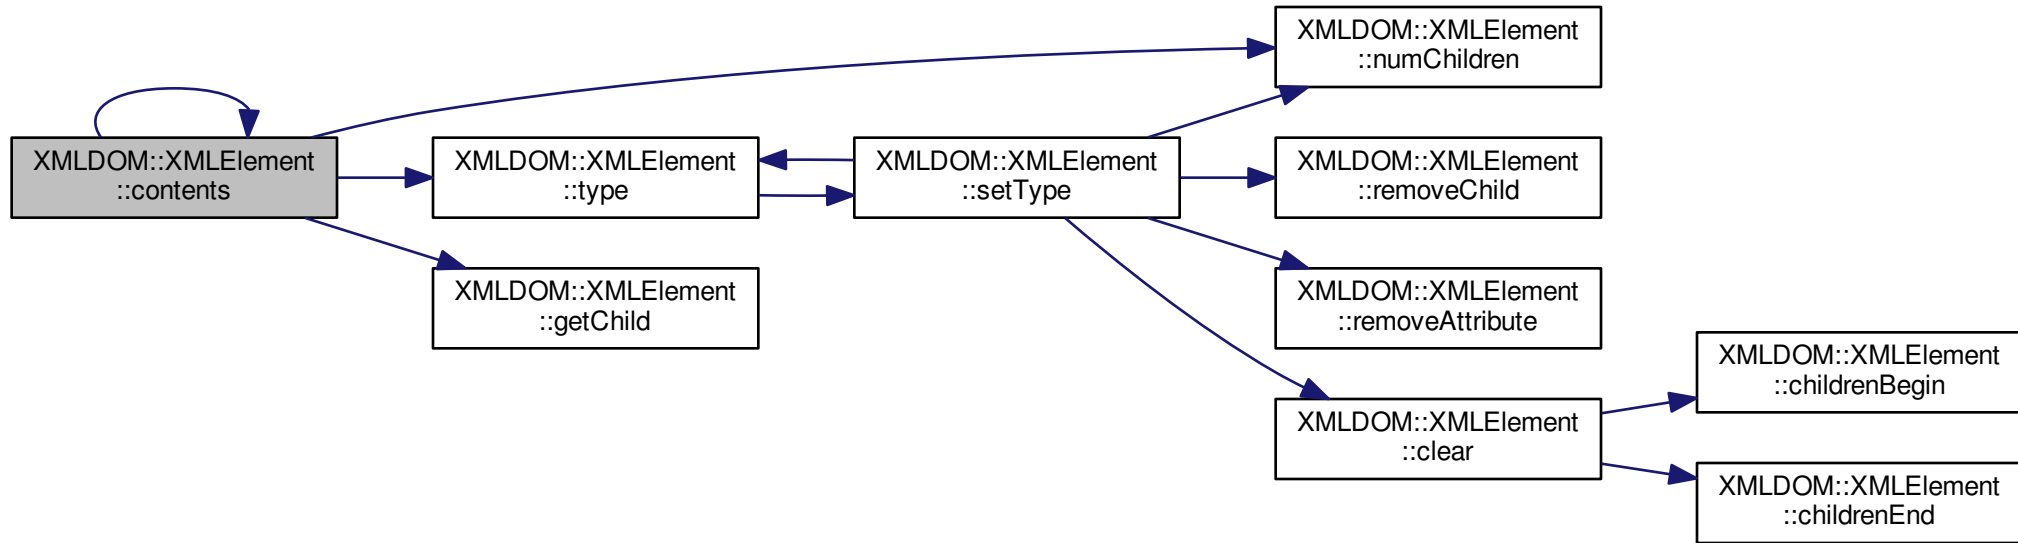 XMLDOM::XMLElement
::contents
XMLDOM::XMLElement
::type
XMLDOM::XMLElement
::getChild
XMLDOM::XMLElement
::setType
XMLDOM::XMLElement
::numChildren
XMLDOM::XMLElement
::removeChild
XMLDOM::XMLElement
::removeAttribute
XMLDOM::XMLElement
::clear
XMLDOM::XMLElement
::childrenBegin
XMLDOM::XMLElement
::childrenEnd